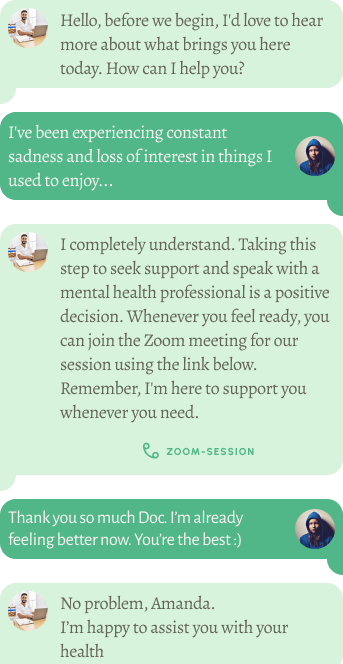 Hello, before we begin, I'd love to hear
more about what brings you here
today. How can I help you?
I've been experiencing constant
sadness and loss of interest in things I
used to enjoy...
I completely understand. Taking this
step to seek support and speak with a
mental health professional is a positive
decision. Whenever you feel ready, you
can join the Zoom meeting for our
session using the link below.
Remember, I'm here to support you
whenever you need.
ZOOM-SESSION
Thank you so much Doc. I'm already
feeling better now. You're the best :)
No problem, Amanda.
I'm happy to assist you with your
health